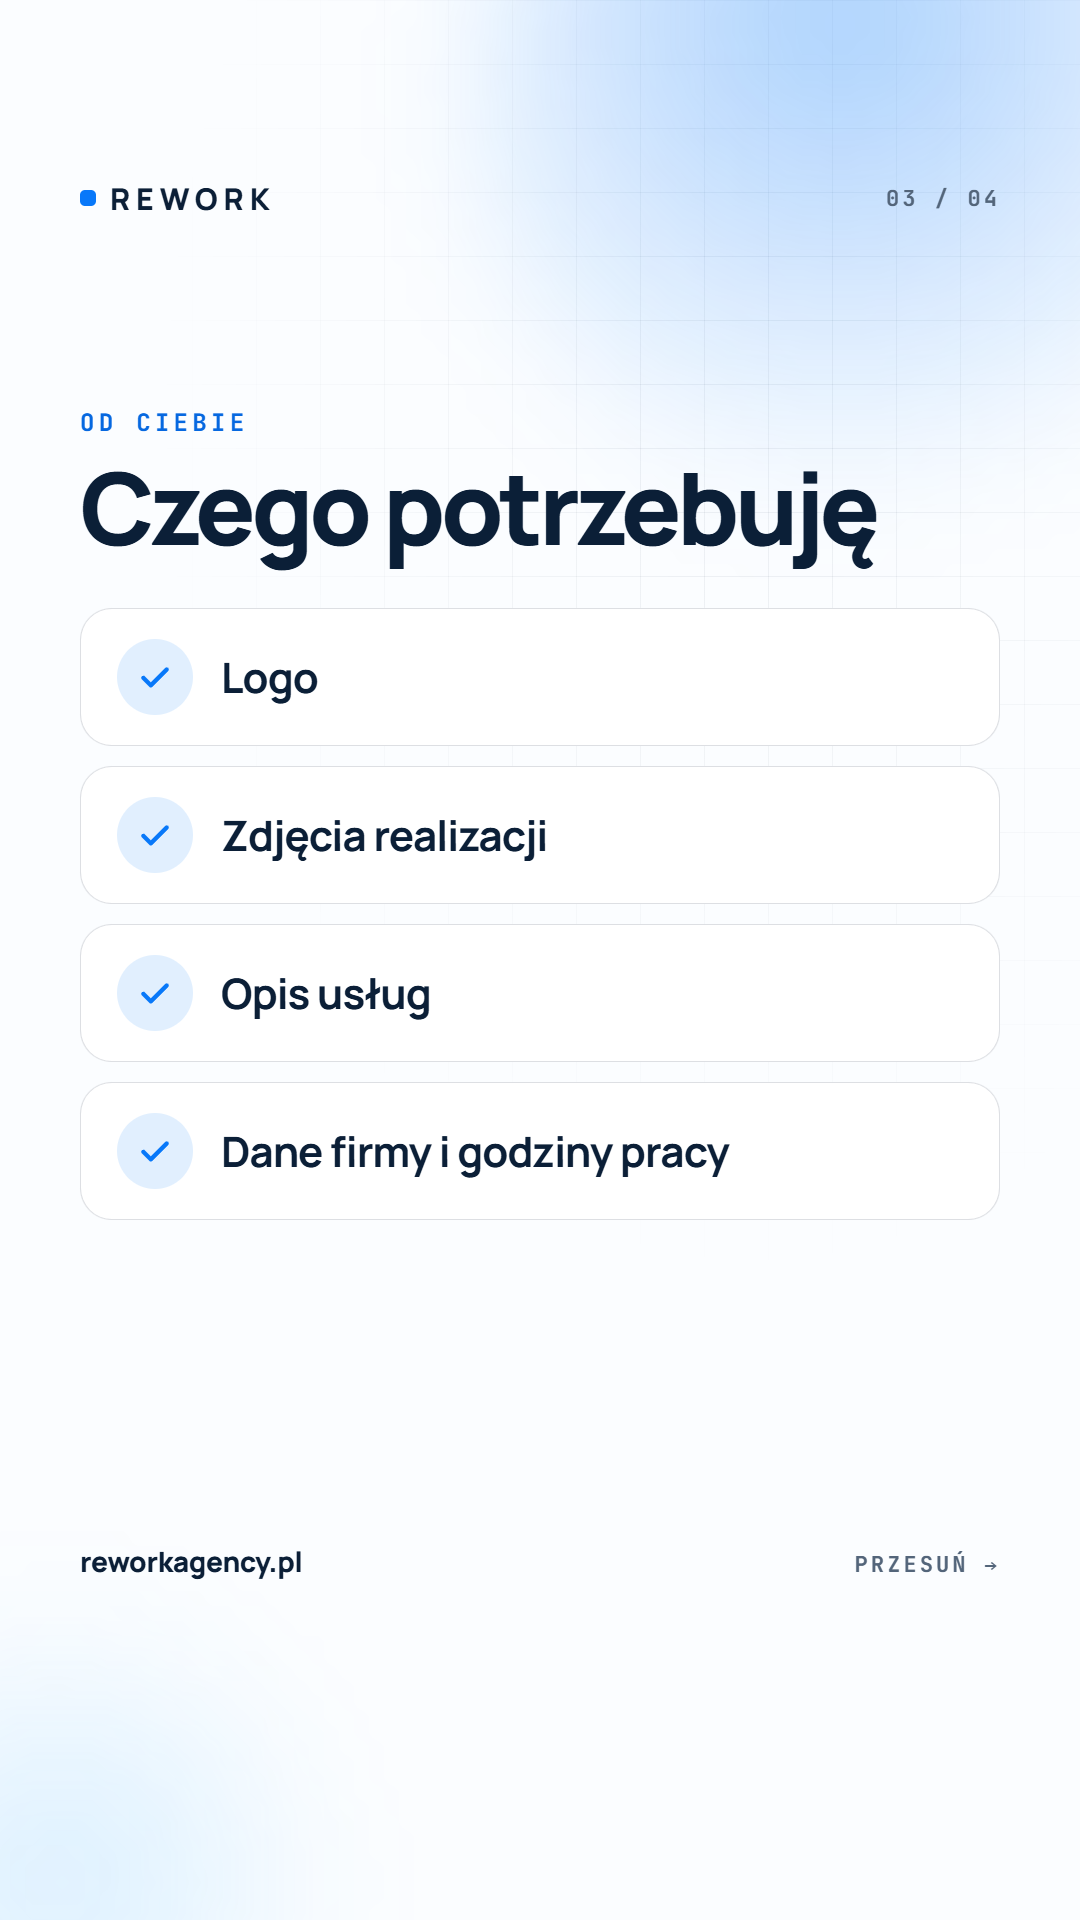 REWORK
03 / 04
OD CIEBIE
Czego potrzebuję
Logo
Zdjęcia realizacji
Opis usług
Dane firmy i godziny pracy
reworkagency.pl
PRZESUŃ →